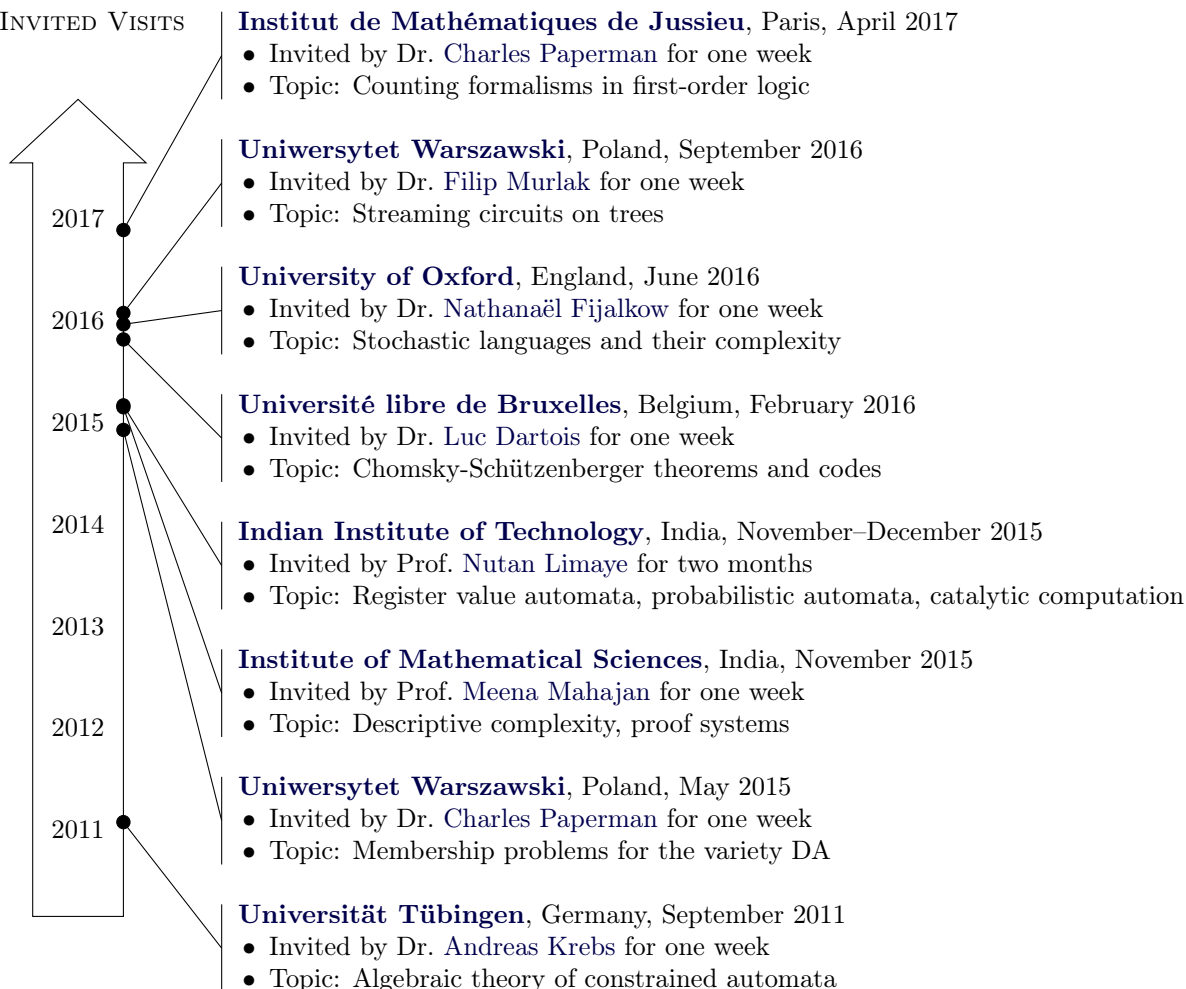 INVITED VISITS
2017
2016
2015
2014
2013
2012
2011
Institut de Mathématiques de Jussieu, Paris, April 2017
• Invited by Dr. Charles Paperman for one week
• Topic: Counting formalisms in first-order logic
Uniwersytet Warszawski, Poland, September 2016
• Invited by Dr. Filip Murlak for one week
• Topic: Streaming circuits on trees
University of Oxford, England, June 2016
• Invited by Dr. Nathanaël Fijalkow for one week
• Topic: Stochastic languages and their complexity
Université libre de Bruxelles, Belgium, February 2016
• Invited by Dr. Luc Dartois for one week
• Topic: Chomsky-Schützenberger theorems and codes
Indian Institute of Technology, India, November–December 2015
• Invited by Prof. Nutan Limaye for two months
• Topic: Register value automata, probabilistic automata, catalytic computation
Institute of Mathematical Sciences, India, November 2015
• Invited by Prof. Meena Mahajan for one week
• Topic: Descriptive complexity, proof systems
Uniwersytet Warszawski, Poland, May 2015
• Invited by Dr. Charles Paperman for one week
• Topic: Membership problems for the variety DA
Universität Tübingen, Germany, September 2011
• Invited by Dr. Andreas Krebs for one week
• Topic: Algebraic theory of constrained automata